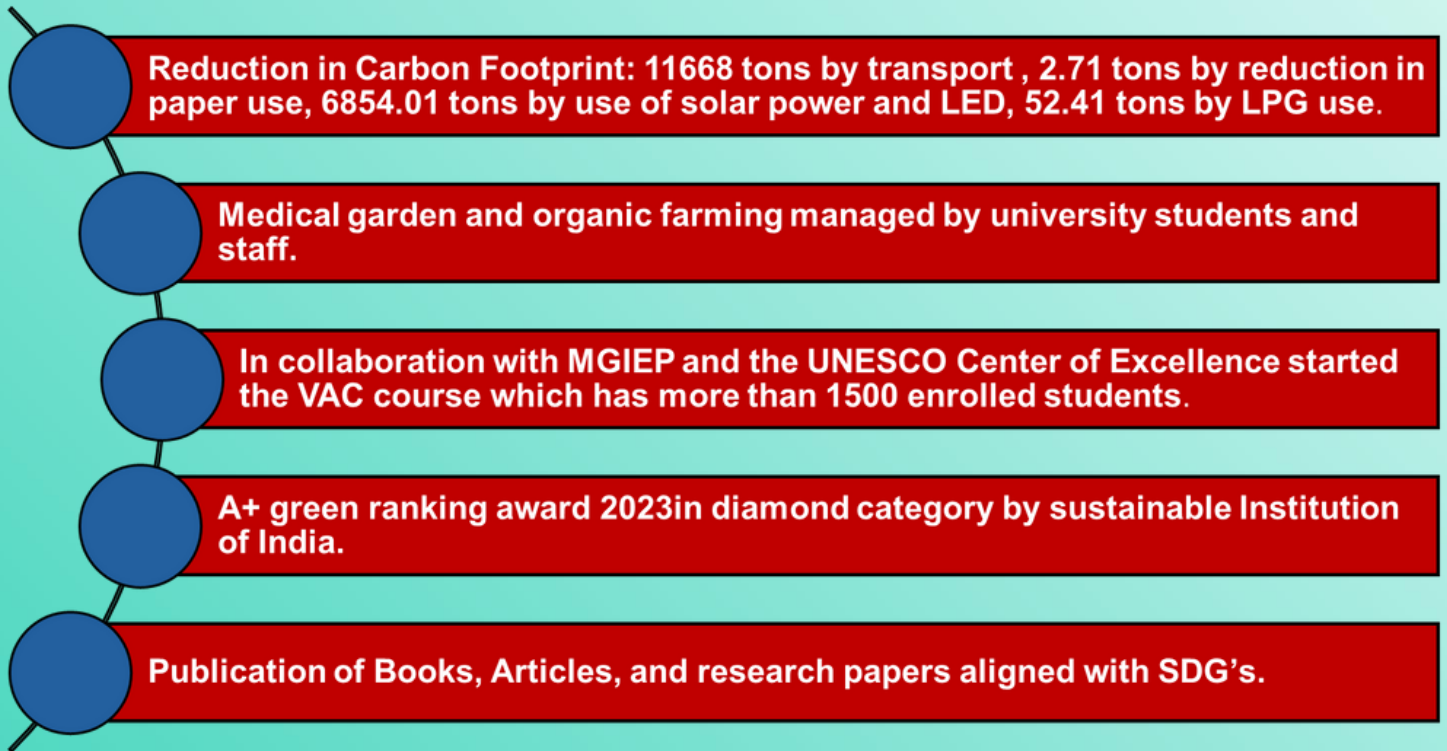 Reduction in Carbon Footprint: 11668 tons by transport , 2.71 tons by reduction in
paper use, 6854.01 tons by use of solar power and LED, 52.41 tons by LPG use.
Medical garden and organic farming managed by university students and
staff.
In collaboration with MGIEP and the UNESCO Center of Excellence started
the VAC course which has more than 1500 enrolled students.
A+ green ranking award 2023in diamond category by sustainable Institution
of India.
Publication of Books, Articles, and research papers aligned with SDG’s.